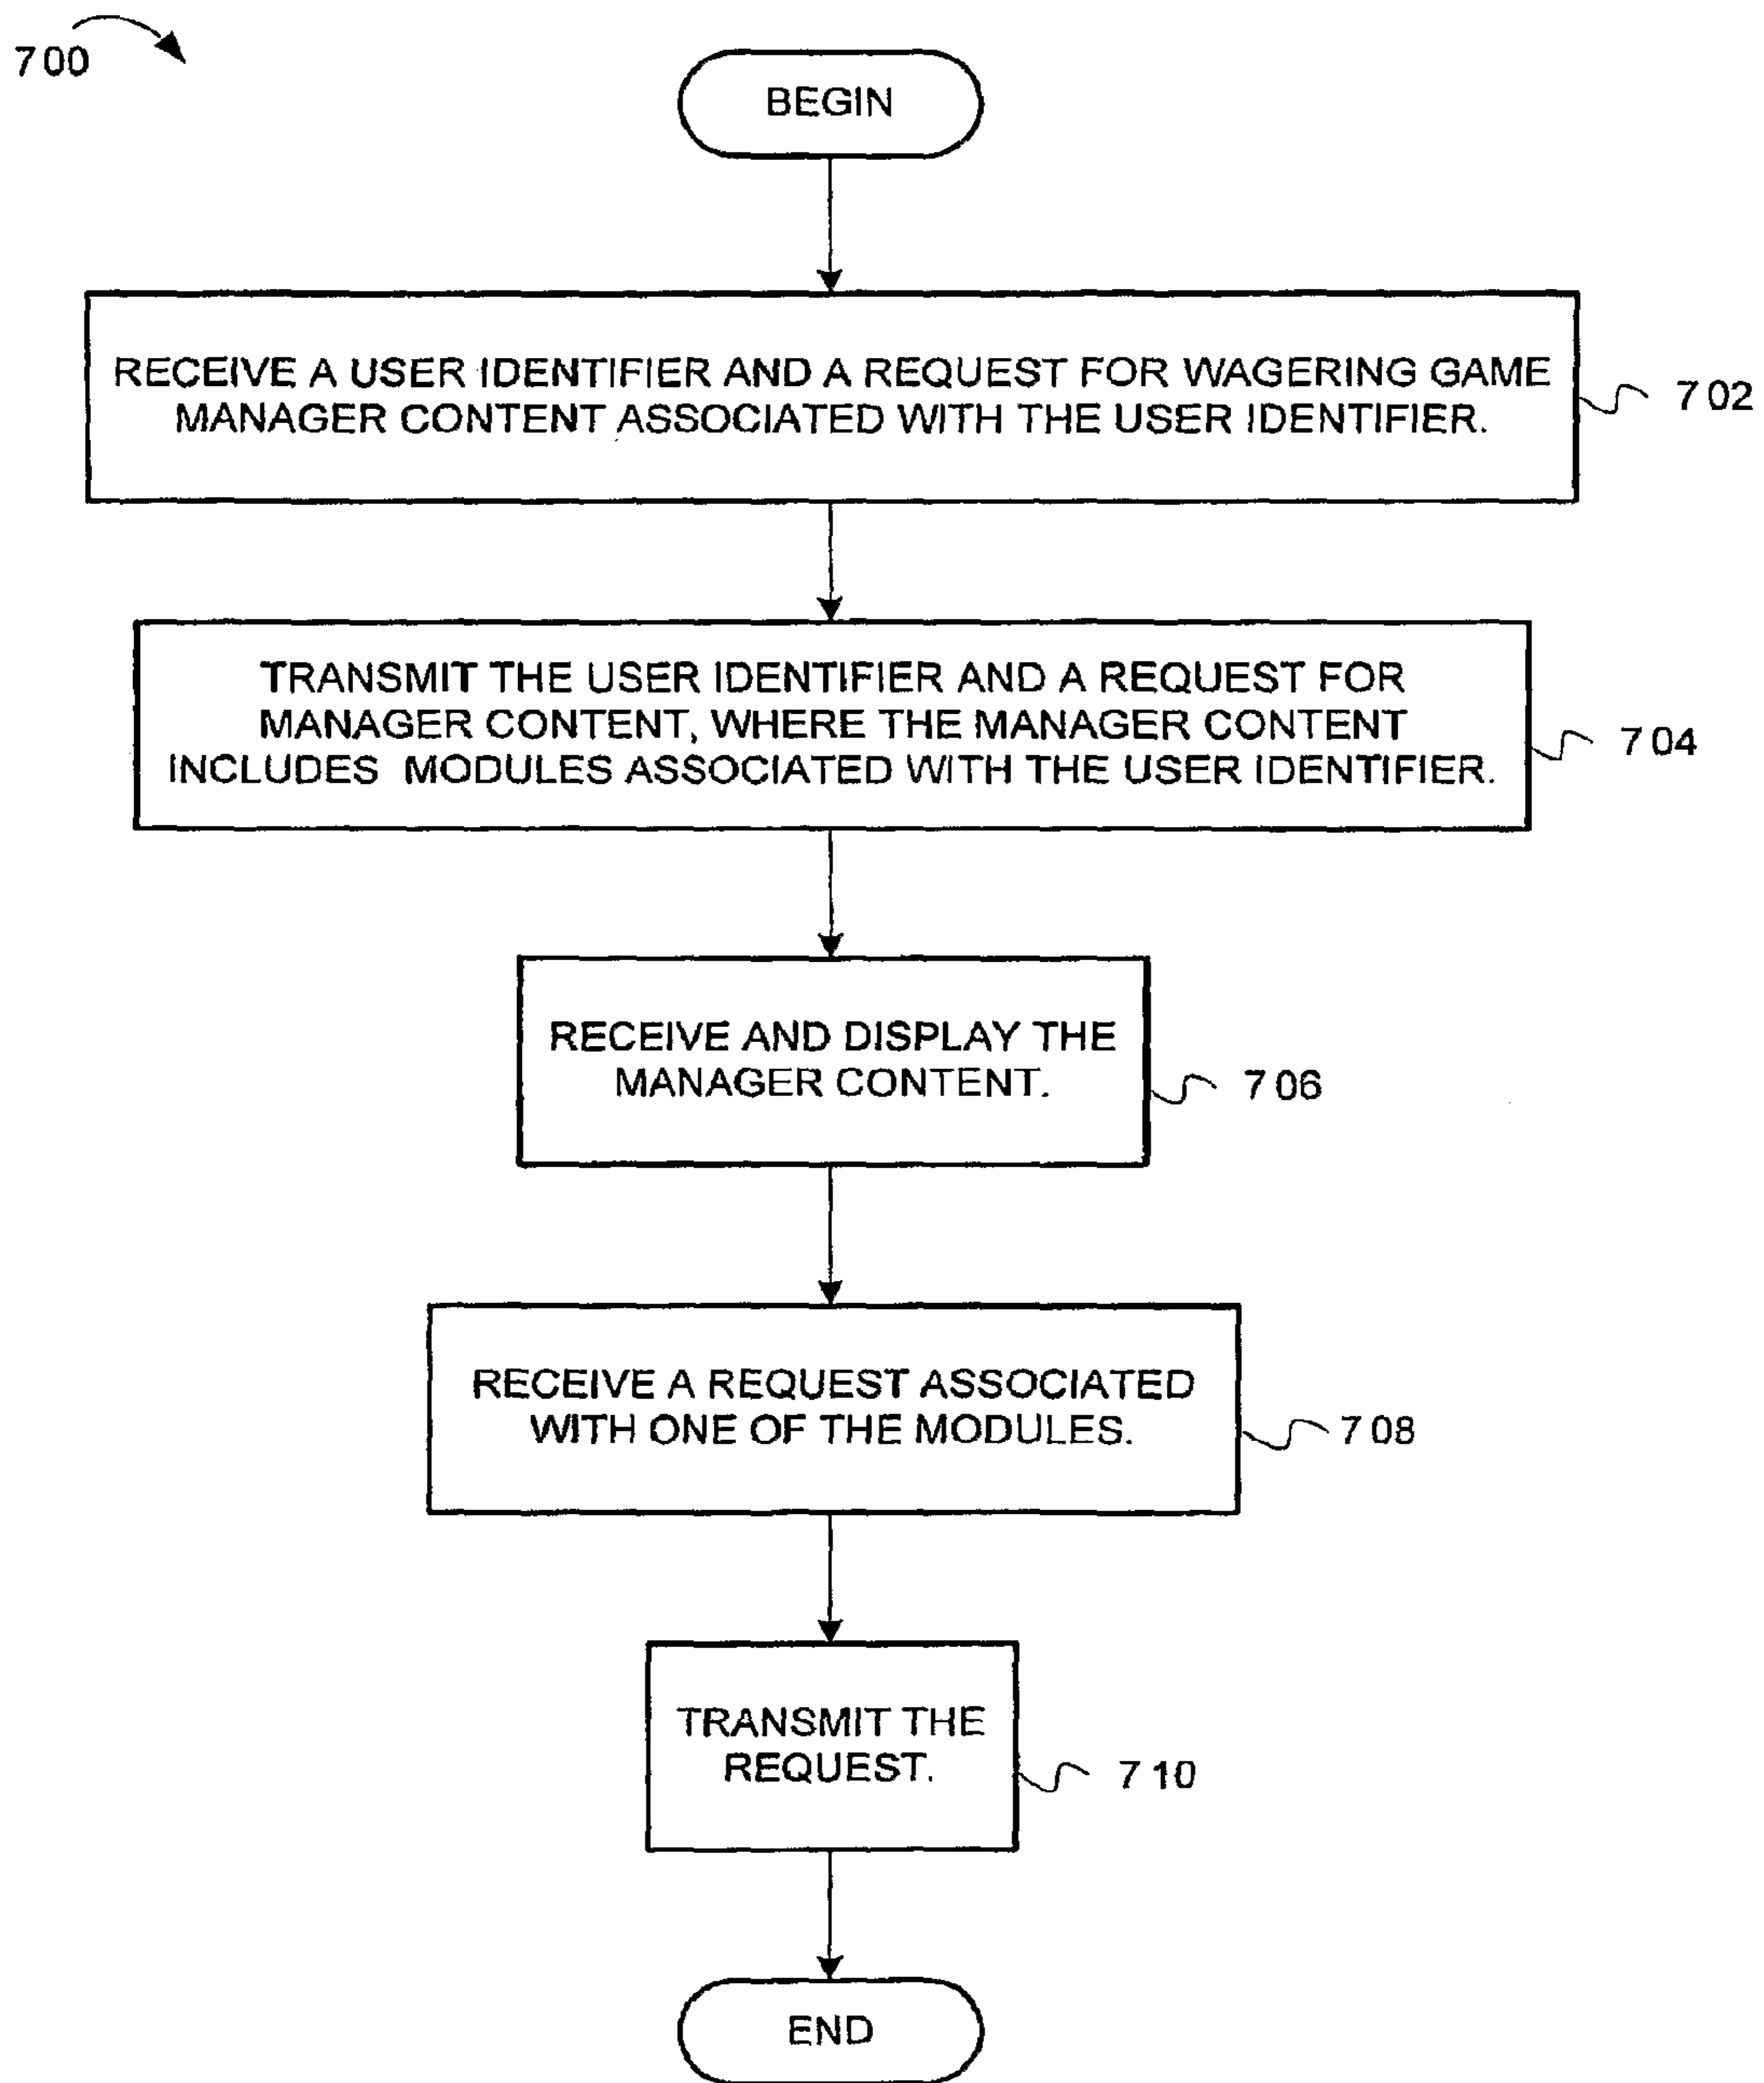 700
BEGIN
RECEIVE A USER IDENTIFIER AND A REQUEST FOR WAGERING GAME
MANAGER CONTENT ASSOCIATED WITH THE USER IDENTIFIER.
702
TRANSMIT THE USER IDENTIFIER AND A REQUEST FOR
MANAGER CONTENT, WHERE THE MANAGER CONTENT
INCLUDES MODULES ASSOCIATED WITH THE USER IDENTIFIER.
704
RECEIVE AND DISPLAY THE
MANAGER CONTENT.
706
RECEIVE A REQUEST ASSOCIATED
WITH ONE OF THE MODULES.
708
TRANSMIT THE
REQUEST.
710
END